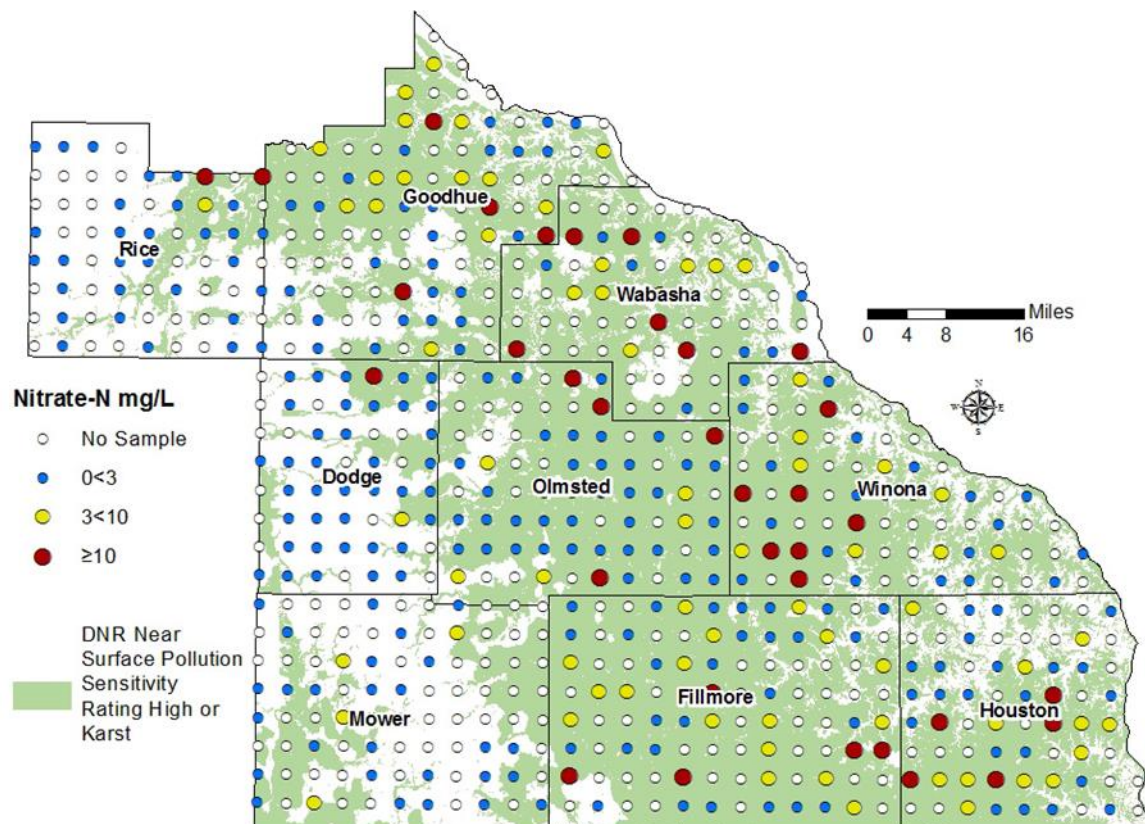 Goodhue
Rice
Wabasha
Miles
0 4 8 16
N
W E
S
Nitrate-N mg/L
No Sample
0<3
3<10
≥10
Dodge
Olmsted
Winona
DNR Near
Surface Pollution
Sensitivity
Rating High or
Karst
Mower
Fillmore
Houston